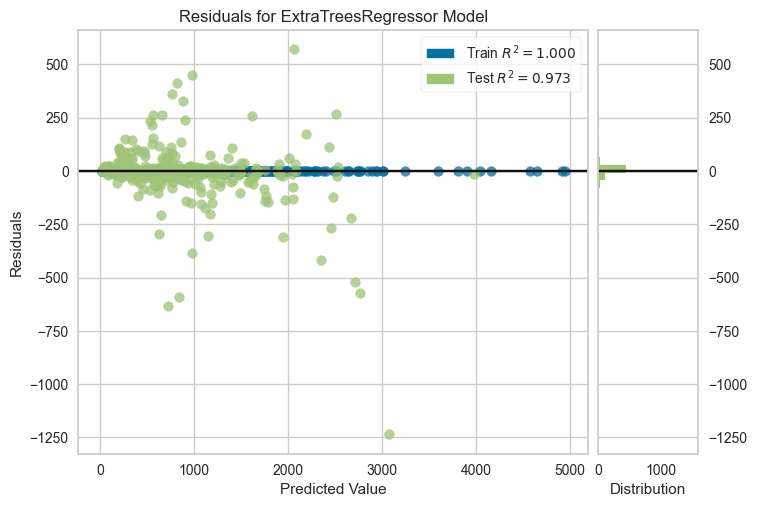 Residuals for ExtraTreesRegressor Model
Train R² = 1.000
Test R² = 0.973
500
250
0
−250
−500
−750
−1000
−1250
Residuals
0 1000 2000 3000 4000 5000
Predicted Value
500
250
0
−250
−500
−750
−1000
−1250
0 1000
Distribution